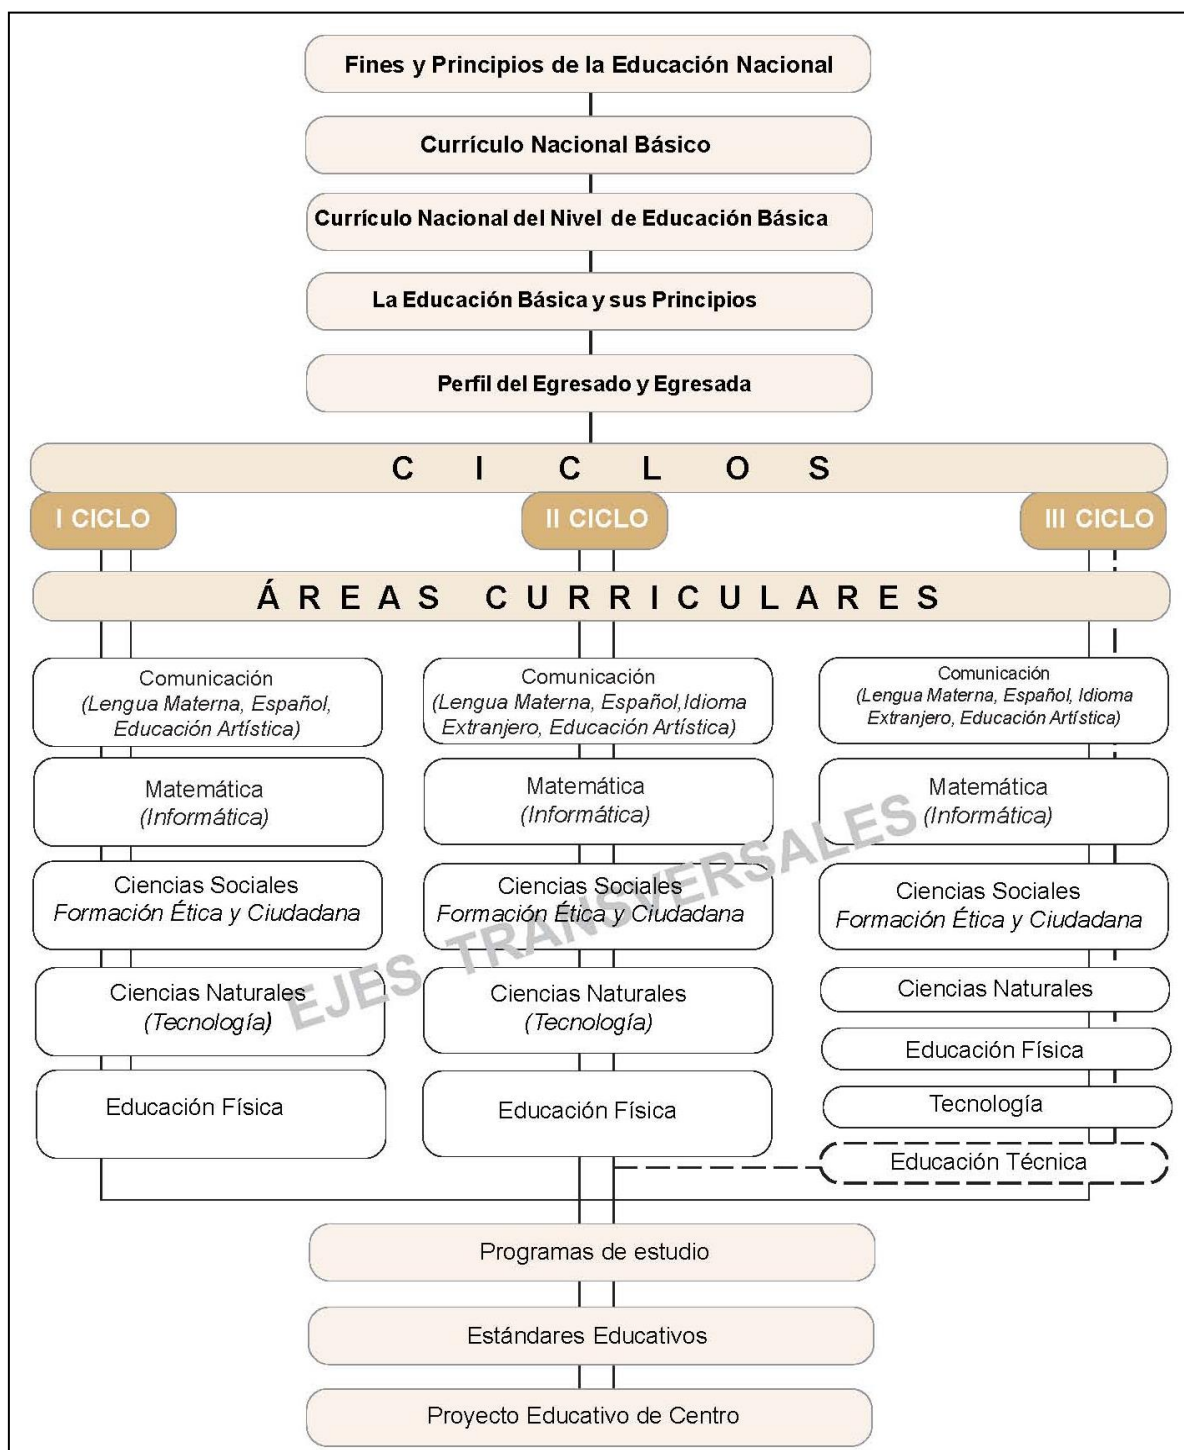 Fines y Principios de la Educación Nacional
Currículo Nacional Básico
Currículo Nacional del Nivel de Educación Básica
La Educación Básica y sus Principios
Perfil del Egresado y Egresada
CICLOS
I CICLO
II CICLO
III CICLO
ÁREAS CURRICULARES
Comunicación
(Lengua Materna, Español,
Educación Artística)
Matemática
(Informática)
Ciencias Sociales
Formación Ética y Ciudadana
Ciencias Naturales
(Tecnología)
Educación Física
Comunicación
(Lengua Materna, Español,Idioma
Extranjero, Educación Artística)
Matemática
(Informática)
Ciencias Sociales
Formación Ética y Ciudadana
Ciencias Naturales
(Tecnología)
Educación Física
Comunicación
(Lengua Materna, Español, Idioma
Extranjero, Educación Artística)
Matemática
(Informática)
Ciencias Sociales
Formación Ética y Ciudadana
Ciencias Naturales
Educación Física
Tecnología
Educación Técnica
EJES TRANSVERSALES
Programas de estudio
Estándares Educativos
Proyecto Educativo de Centro